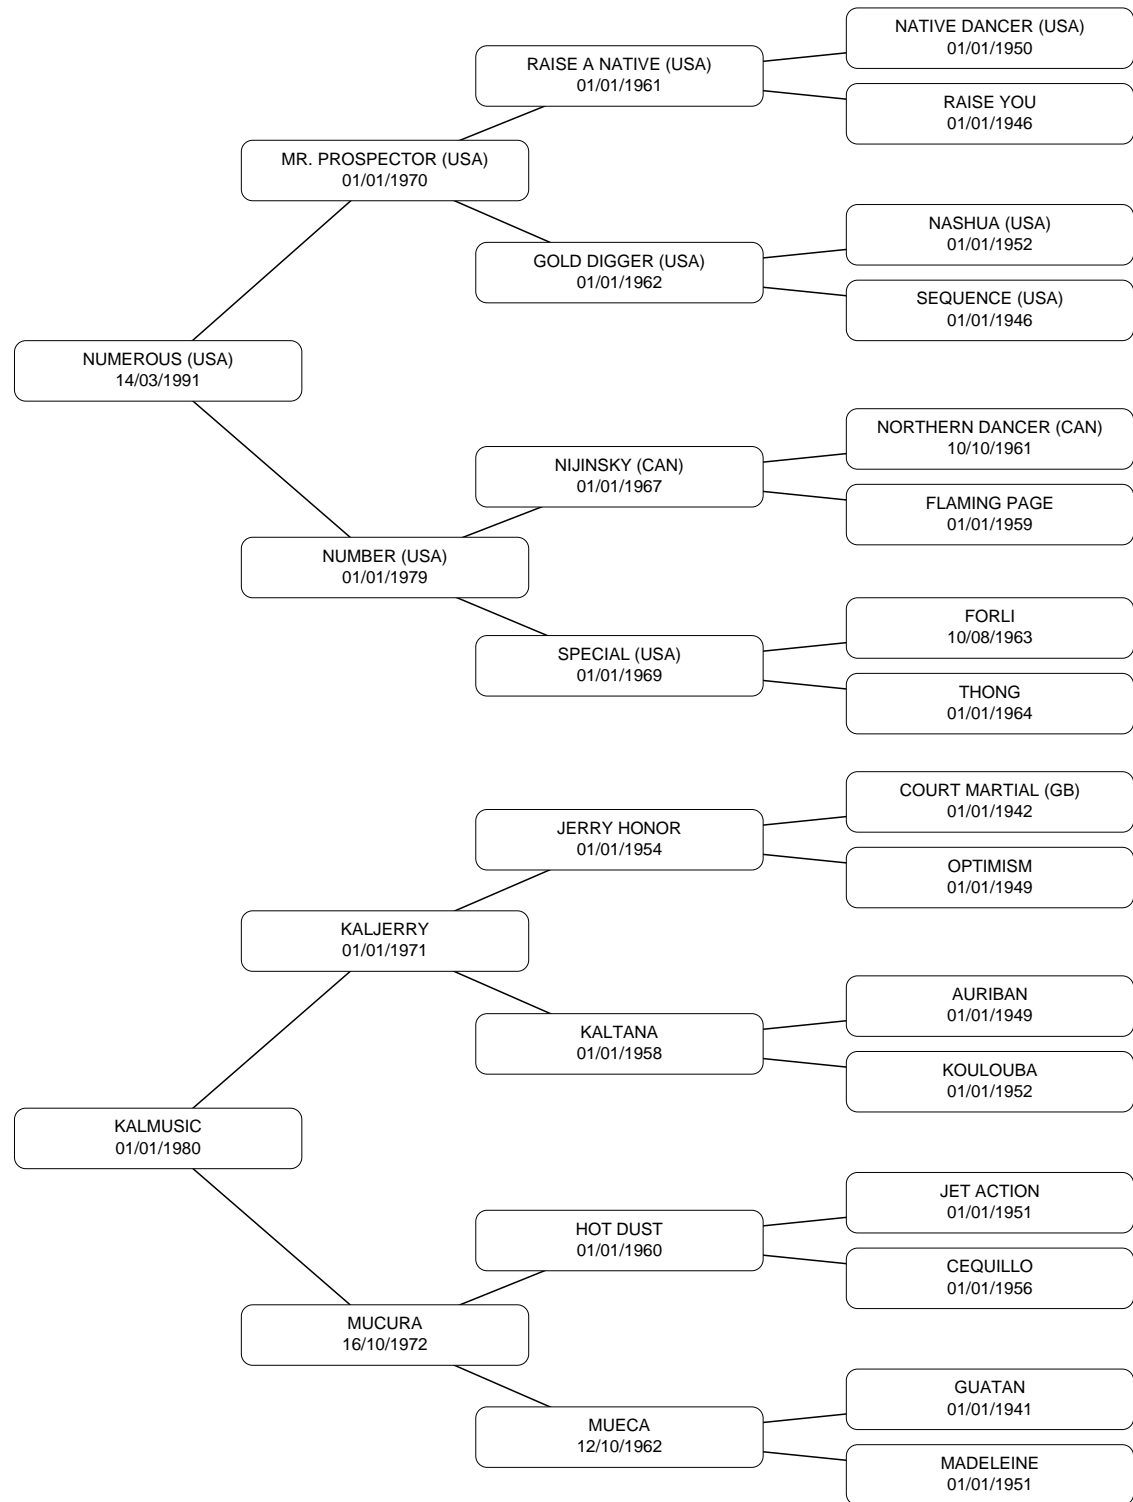 NATIVE DANCER (USA)
01/01/1950
RAISE A NATIVE (USA)
01/01/1961
RAISE YOU
01/01/1946
MR. PROSPECTOR (USA)
01/01/1970
NASHUA (USA)
01/01/1952
GOLD DIGGER (USA)
01/01/1962
SEQUENCE (USA)
01/01/1946
NUMEROUS (USA)
14/03/1991
NORTHERN DANCER (CAN)
10/10/1961
NIJINSKY (CAN)
01/01/1967
FLAMING PAGE
01/01/1959
NUMBER (USA)
01/01/1979
FORLI
10/08/1963
SPECIAL (USA)
01/01/1969
THONG
01/01/1964
COURT MARTIAL (GB)
01/01/1942
JERRY HONOR
01/01/1954
OPTIMISM
01/01/1949
KALJERRY
01/01/1971
AURIBAN
01/01/1949
KALTANA
01/01/1958
KOULOUBA
01/01/1952
KALMUSIC
01/01/1980
JET ACTION
01/01/1951
HOT DUST
01/01/1960
CEQUILLO
01/01/1956
MUCURA
16/10/1972
GUATAN
01/01/1941
MUECA
12/10/1962
MADELEINE
01/01/1951